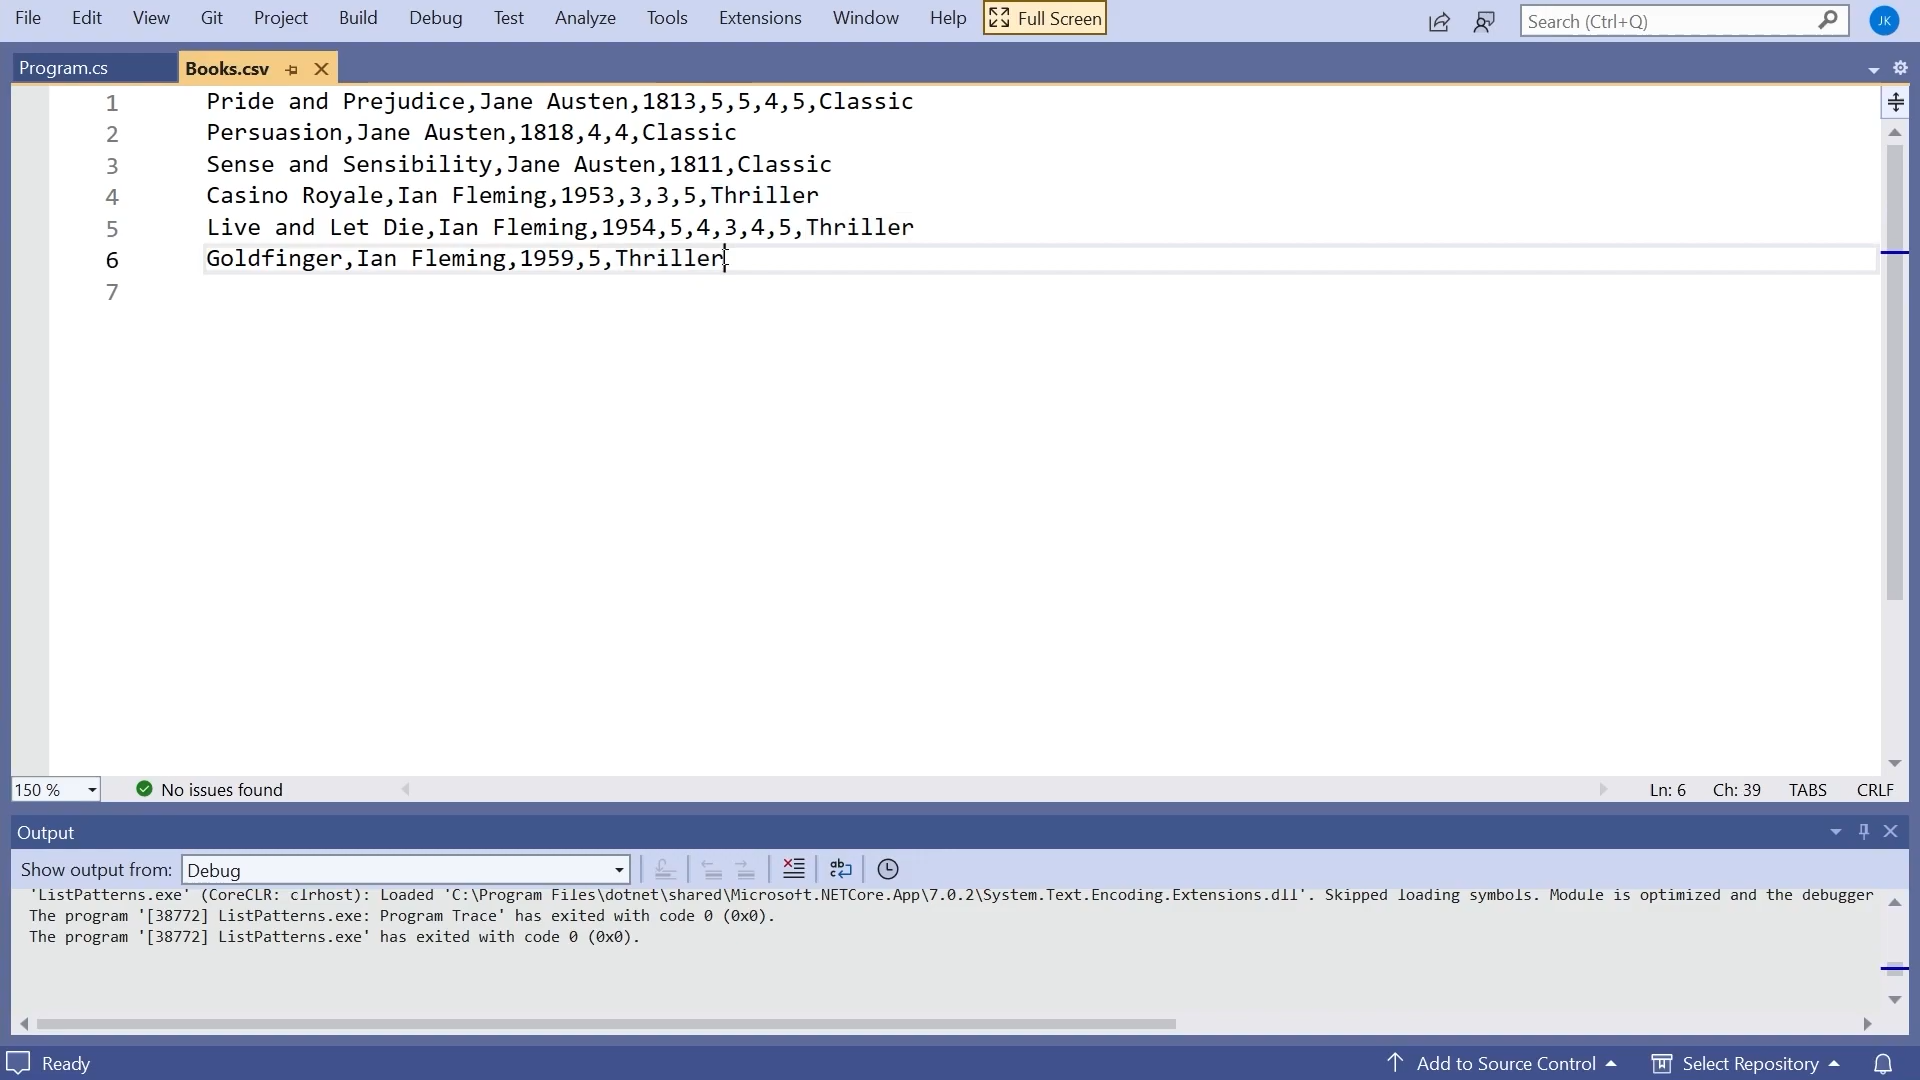 File Edit View Git Project Build Debug Test Analyze Tools Extensions Window Help Full Screen Search (Ctrl+Q) JK
Program.cs Books.csv
1 Pride and Prejudice,Jane Austen,1813,5,5,4,5,Classic
2 Persuasion,Jane Austen,1818,4,4,Classic
3 Sense and Sensibility,Jane Austen,1811,Classic
4 Casino Royale,Ian Fleming,1953,3,3,5,Thriller
5 Live and Let Die,Ian Fleming,1954,5,4,3,4,5,Thriller
6 Goldfinger,Ian Fleming,1959,5,Thriller
7
150 % No issues found Ln: 6 Ch: 39 TABS CRLF
Output
Show output from: Debug
'ListPatterns.exe' (CoreCLR: clrhost): Loaded 'C:\Program Files\dotnet\shared\Microsoft.NETCore.App\7.0.2\System.Text.Encoding.Extensions.dll'. Skipped loading symbols. Module is optimized and the debugger
The program '[38772] ListPatterns.exe: Program Trace' has exited with code 0 (0x0).
The program '[38772] ListPatterns.exe' has exited with code 0 (0x0).
Ready Add to Source Control Select Repository